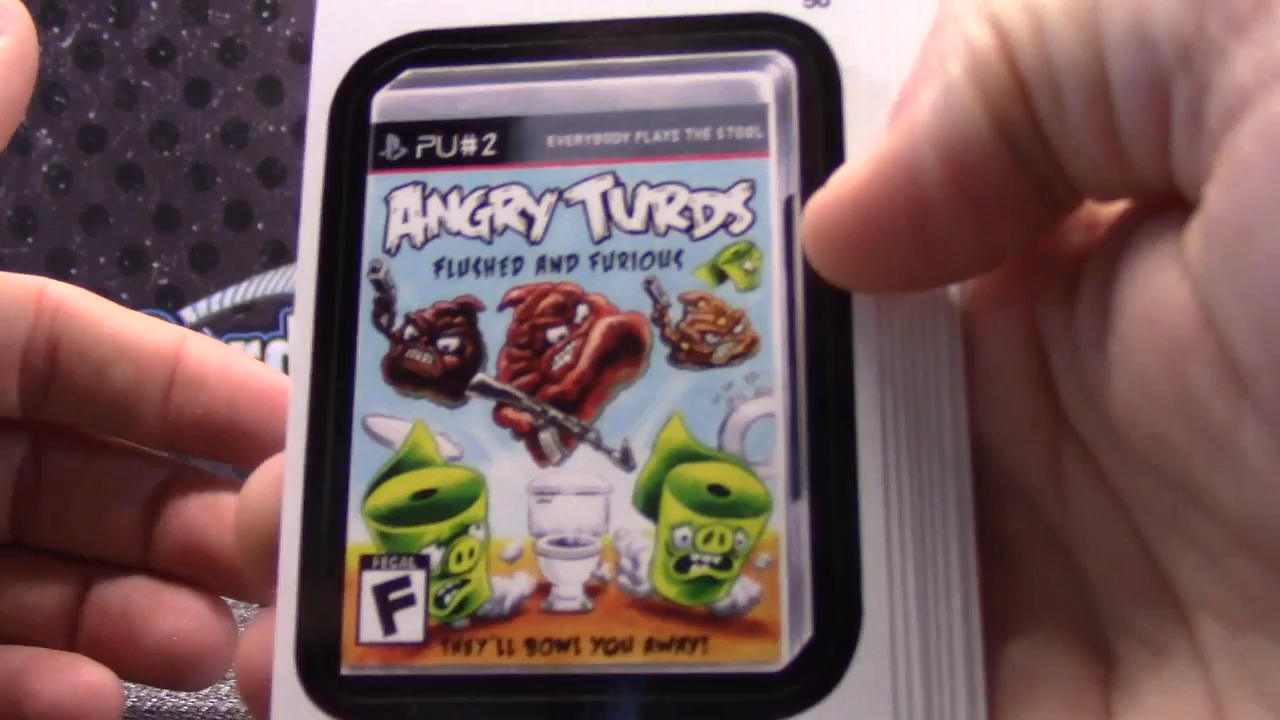 PU#2
EVERYBODY PLAYS THE STOOL
ANGRY TURDS
FLUSHED AND FURIOUS
FECAL
F
THEY'LL BOWL YOU AWAY!